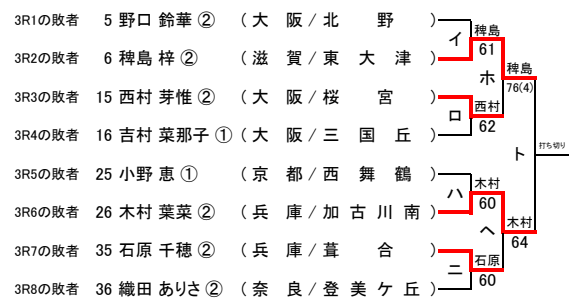 3R1の敗者 5 野口 鈴華 ② ( 大 阪 / 北 野 )
イ 稗島
61
3R2の敗者 6 稗島 梓 ② ( 滋 賀 / 東 大 津 )
ホ 稗島
76(4)
3R3の敗者 15 西村 芽惟 ② ( 大 阪 / 桜 宮 )
ロ 西村
62
3R4の敗者 16 吉村 菜那子 ① ( 大 阪 / 三 国 丘 )
ト 打ち切り
3R5の敗者 25 小野 恵 ① ( 京 都 / 西 舞 鶴 )
ハ 木村
60
3R6の敗者 26 木村 葉菜 ② ( 兵 庫 / 加 古 川 南 )
ヘ 木村
64
3R7の敗者 35 石原 千穂 ② ( 兵 庫 / 葺 合 )
ニ 石原
60
3R8の敗者 36 織田 ありさ ② ( 奈 良 / 登 美 ケ 丘 )